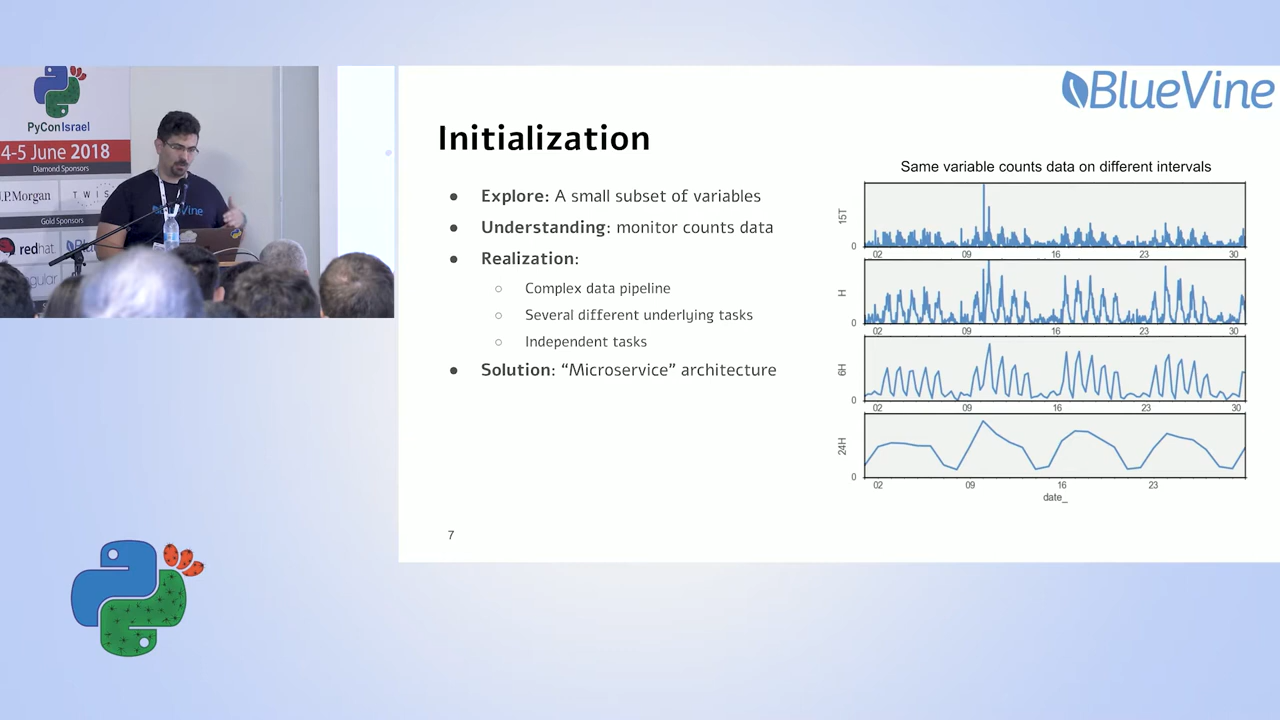 PyConIsrael
4-5 June 2018
Diamond Sponsors
J.P.Morgan
TWIS
Gold Sponsors
redhat
BlueVine
BlueVine
Initialization
● Explore: A small subset of variables
● Understanding: monitor counts data
● Realization:
○ Complex data pipeline
○ Several different underlying tasks
○ Independent tasks
● Solution: “Microservice” architecture
7
Same variable counts data on different intervals
15T
0
02 09 16 23 30
H
0
02 09 16 23 30
6H
0
02 09 16 23 30
24H
0
02 09 16 23
date_